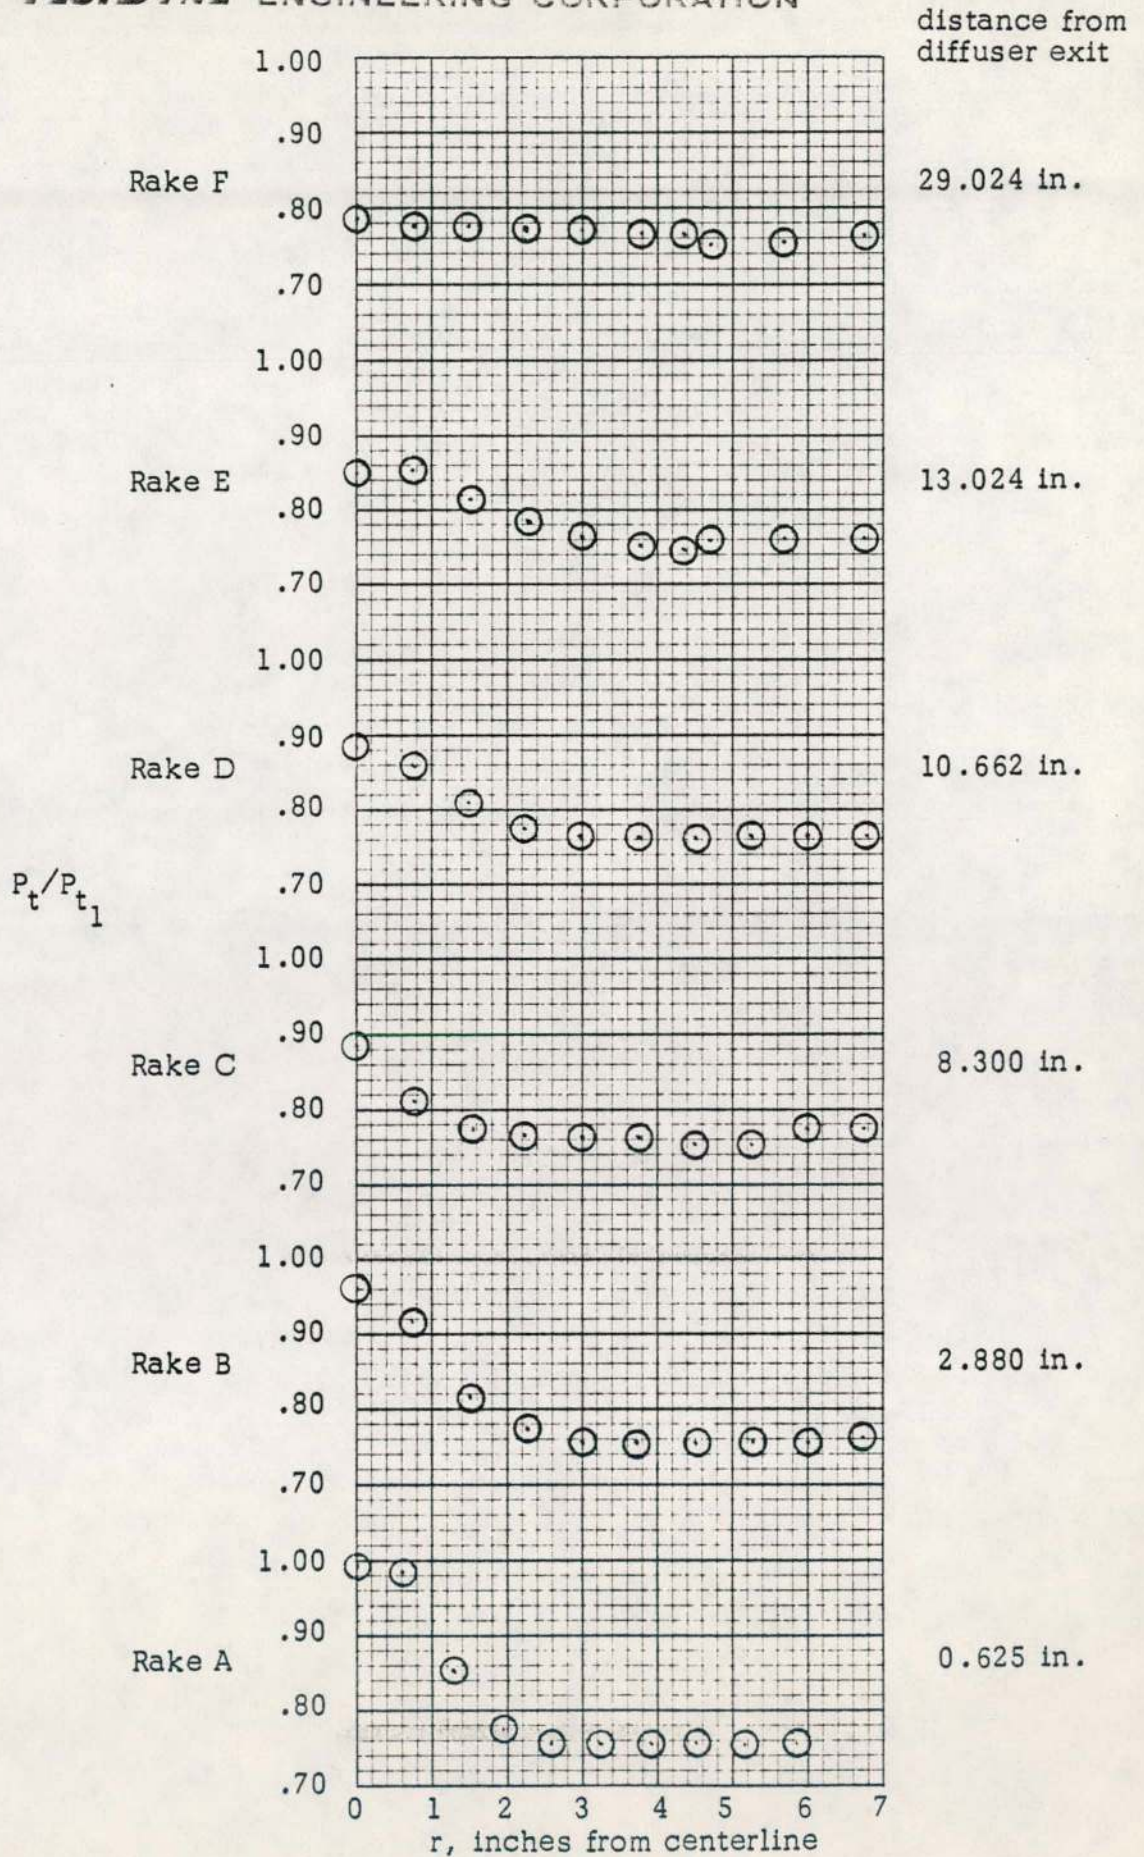 ENGINEERING CORPORATION
distance from
diffuser exit
1.00
.90
Rake F
29.024 in.
.80
.70
1.00
.90
Rake E
13.024 in.
.80
.70
1.00
.90
Rake D
10.662 in.
.80
Pt/Pt1
.70
1.00
.90
Rake C
8.300 in.
.80
.70
1.00
.90
Rake B
2.880 in.
.80
.70
1.00
.90
Rake A
0.625 in.
.80
.70
0 1 2 3 4 5 6 7
r, inches from centerline